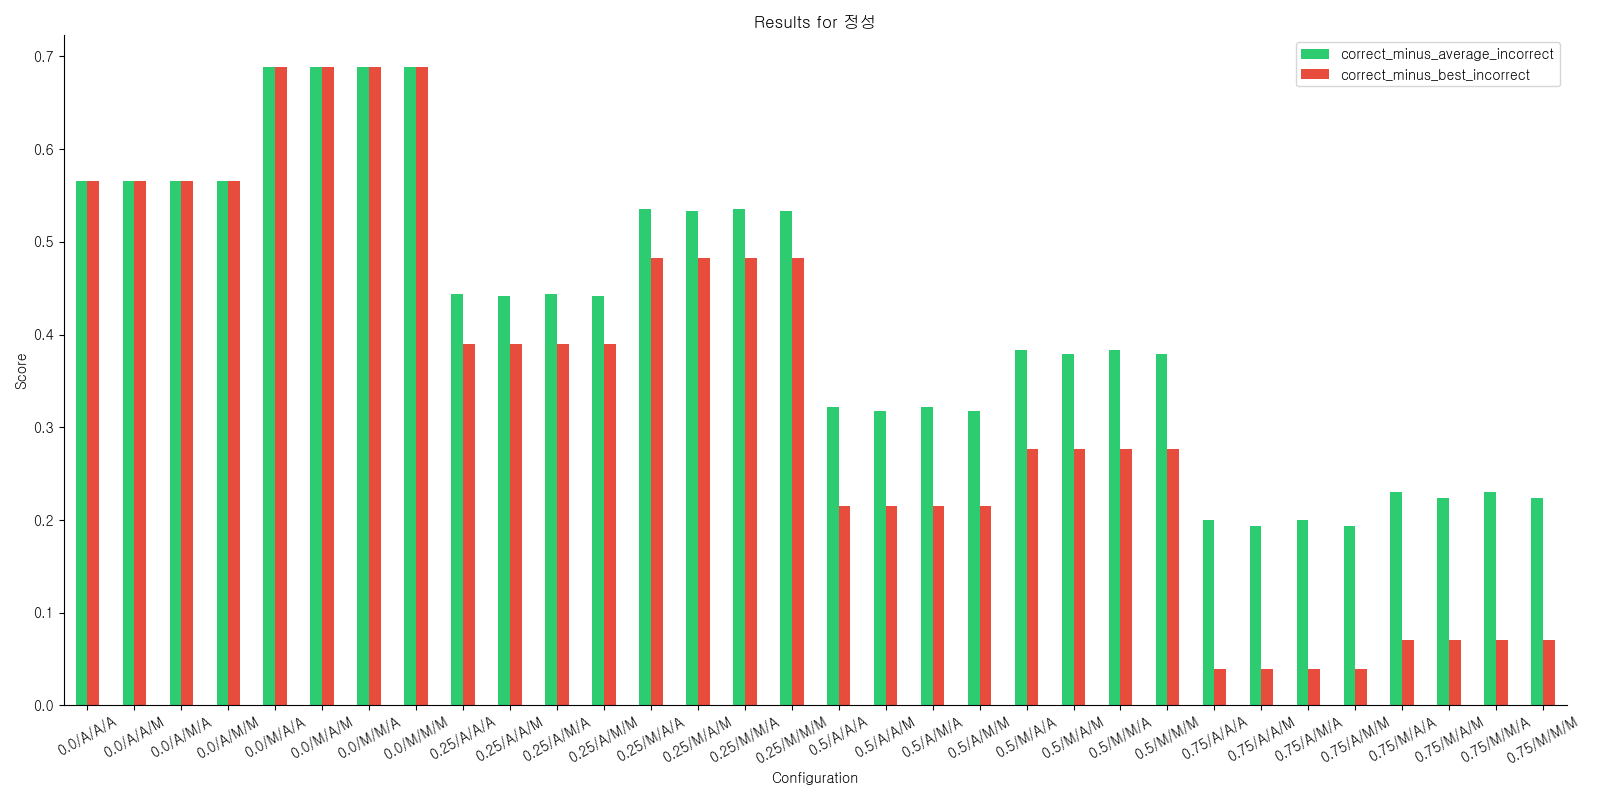 Results for 정성
correct_minus_average_incorrect
correct_minus_best_incorrect
Score
0.7
0.6
0.5
0.4
0.3
0.2
0.1
0.0
0.0/A/A/A
0.0/A/A/M
0.0/A/M/A
0.0/A/M/M
0.0/M/A/A
0.0/M/A/M
0.0/M/M/A
0.0/M/M/M
0.25/A/A/A
0.25/A/A/M
0.25/A/M/A
0.25/A/M/M
0.25/M/A/A
0.25/M/A/M
0.25/M/M/A
0.25/M/M/M
0.5/A/A/A
0.5/A/A/M
0.5/A/M/A
0.5/A/M/M
0.5/M/A/A
0.5/M/A/M
0.5/M/M/A
0.5/M/M/M
0.75/A/A/A
0.75/A/A/M
0.75/A/M/A
0.75/A/M/M
0.75/M/A/A
0.75/M/A/M
0.75/M/M/A
0.75/M/M/M
Configuration